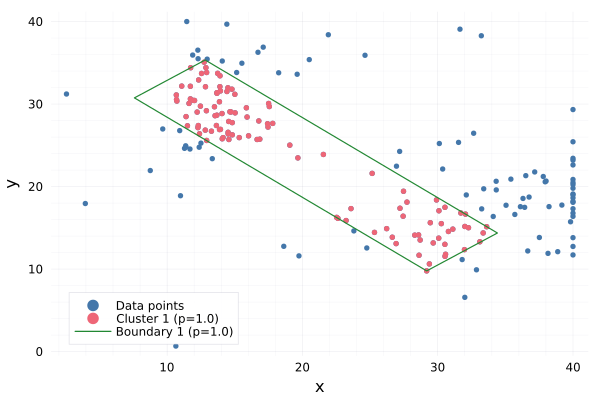 40
30
20
10
0
y
Data points
Cluster 1 (p=1.0)
Boundary 1 (p=1.0)
10 20 30 40
x